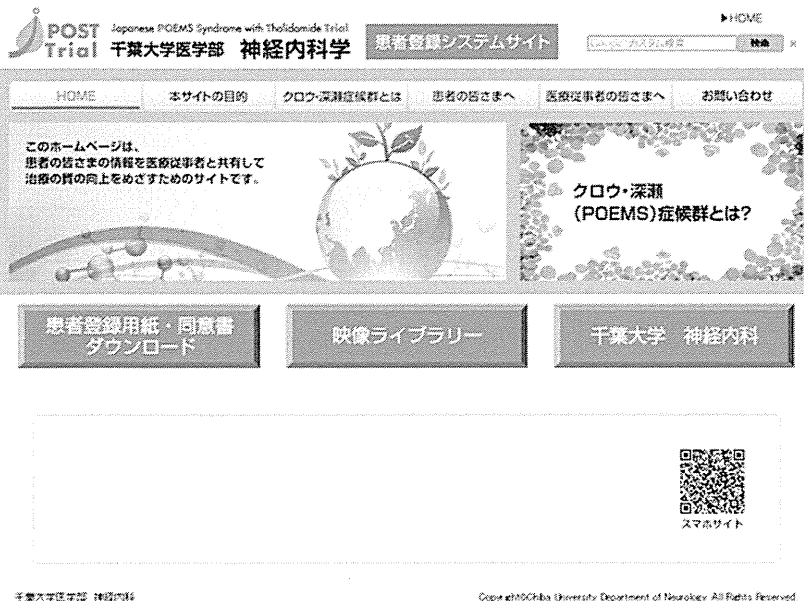 ▶HOME
POST
Trial
Japanese POEMS Syndrome with Thalidomide Trial
千葉大学医学部 神経内科学
患者登録システムサイト
カスタム検索
検索
×
HOME
本サイトの目的
クロウ・深瀬症候群とは
患者の皆さまへ
医療従事者の皆さまへ
お問い合わせ
このホームページは、
患者の皆さまの情報を医療従事者と共有して
治療の質の向上をめざすためのサイトです。
クロウ・深瀬
(POEMS)症候群とは?
患者登録用紙・同意書
ダウンロード
映像ライブラリー
千葉大学 神経内科
スマホサイト
千葉大学医学部 神経内科
Copyright©Chiba University Department of Neurology All Rights Reserved